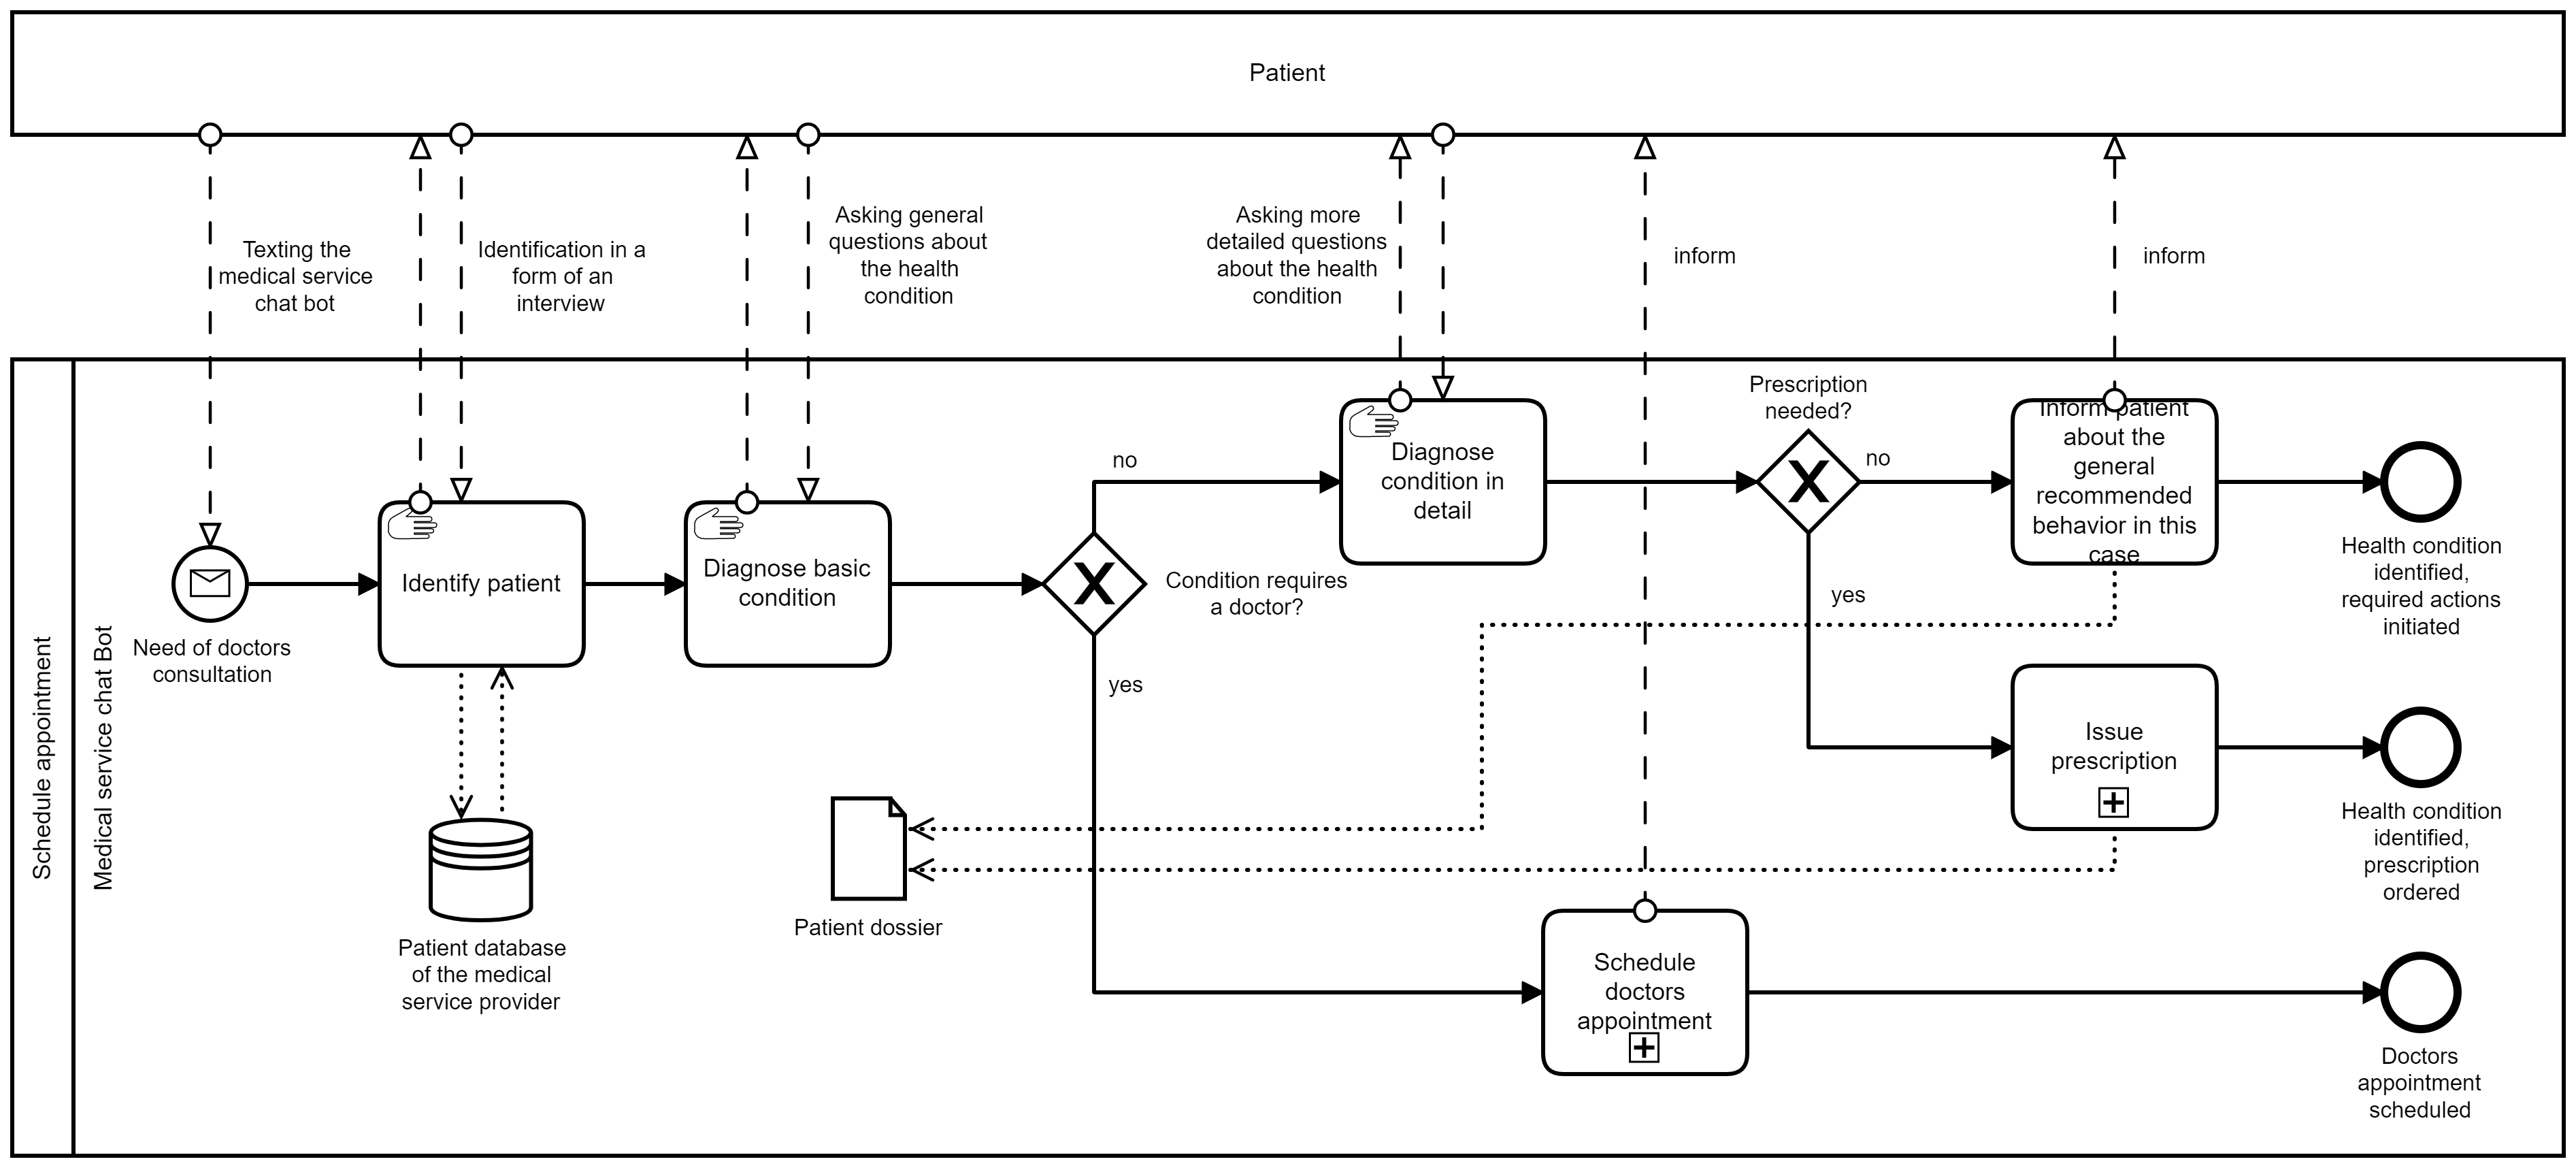 Patient
Texting the
medical service
chat bot
Identification in a
form of an
interview
Asking general
questions about
the health
condition
Asking more
detailed questions
about the health
condition
inform
inform
Schedule appointment
Medical service chat Bot
Need of doctors
consultation
Identify patient
Patient database
of the medical
service provider
Diagnose basic
condition
Patient dossier
X
Condition requires
a doctor?
no
yes
Diagnose
condition in
detail
Prescription
needed?
X
no
yes
Inform patient
about the
general
recommended
behavior in this
case
Health condition
identified,
required actions
initiated
Issue
prescription
Health condition
identified,
prescription
ordered
Schedule
doctors
appointment
Doctors
appointment
scheduled